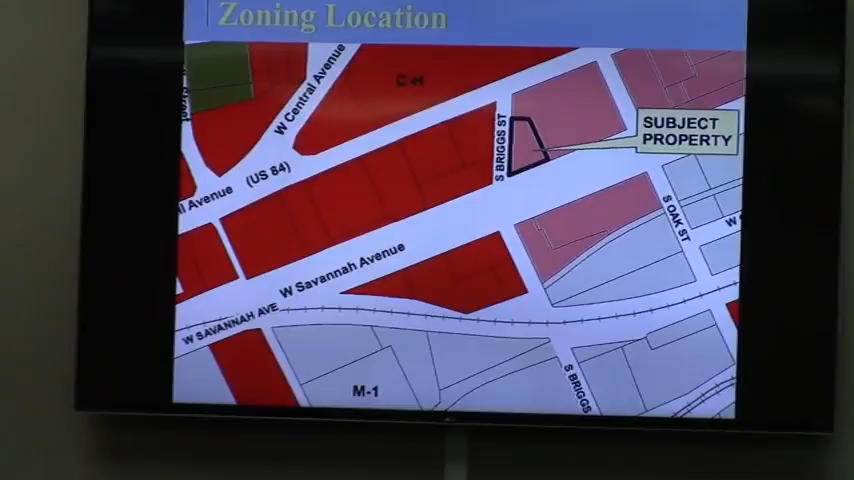 Zoning Location
W Central Avenue
C-H
S BRIGGS ST
SUBJECT
PROPERTY
Avenue (US 84)
S OAK ST
W Savannah Avenue
W SAVANNAH AVE
M-1
S BRIGGS